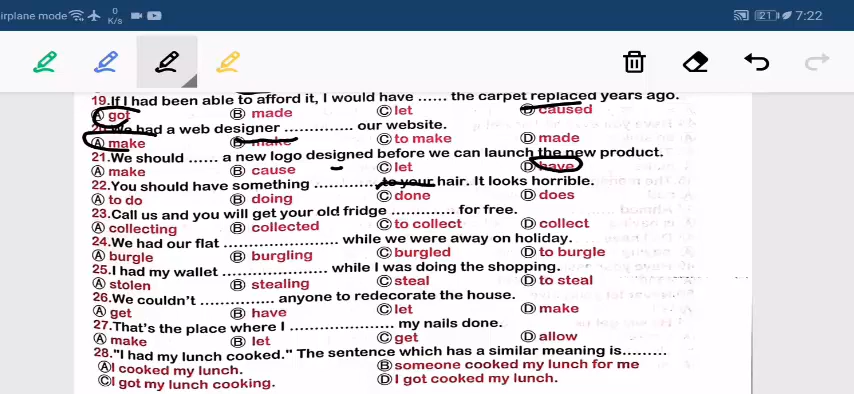 irplane mode 0 K/s 21 7:22
19.If I had been able to afford it, I would have ...... the carpet replaced years ago.
Ⓐ got Ⓑ made Ⓒ let Ⓓ caused
20.We had a web designer .............. our website.
Ⓐ make Ⓑ make Ⓒ to make Ⓓ made
21.We should ...... a new logo designed before we can launch the new product.
Ⓐ make Ⓑ cause Ⓒ let Ⓓ have
22.You should have something .............. to your hair. It looks horrible.
Ⓐ to do Ⓑ doing Ⓒ done Ⓓ does
23.Call us and you will get your old fridge ............. for free.
Ⓐ collecting Ⓑ collected Ⓒ to collect Ⓓ collect
24.We had our flat ....................... while we were away on holiday.
Ⓐ burgle Ⓑ burgling Ⓒ burgled Ⓓ to burgle
25.I had my wallet ..................... while I was doing the shopping.
Ⓐ stolen Ⓑ stealing Ⓒ steal Ⓓ to steal
26.We couldn't ............... anyone to redecorate the house.
Ⓐ get Ⓑ have Ⓒ let Ⓓ make
27.That's the place where I ..................... my nails done.
Ⓐ make Ⓑ let Ⓒ get Ⓓ allow
28."I had my lunch cooked." The sentence which has a similar meaning is.........
Ⓐ I cooked my lunch. Ⓑ someone cooked my lunch for me
Ⓒ I got my lunch cooking. Ⓓ I got cooked my lunch.